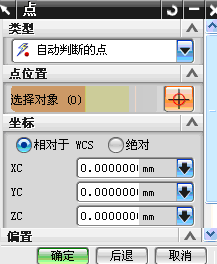 点
类型
自动判断的点
点位置
选择对象 (0)
坐标
相对于 WCS 绝对
XC 0.0000000 mm
YC 0.0000000 mm
ZC 0.0000000 mm
偏置
确定 后退 取消